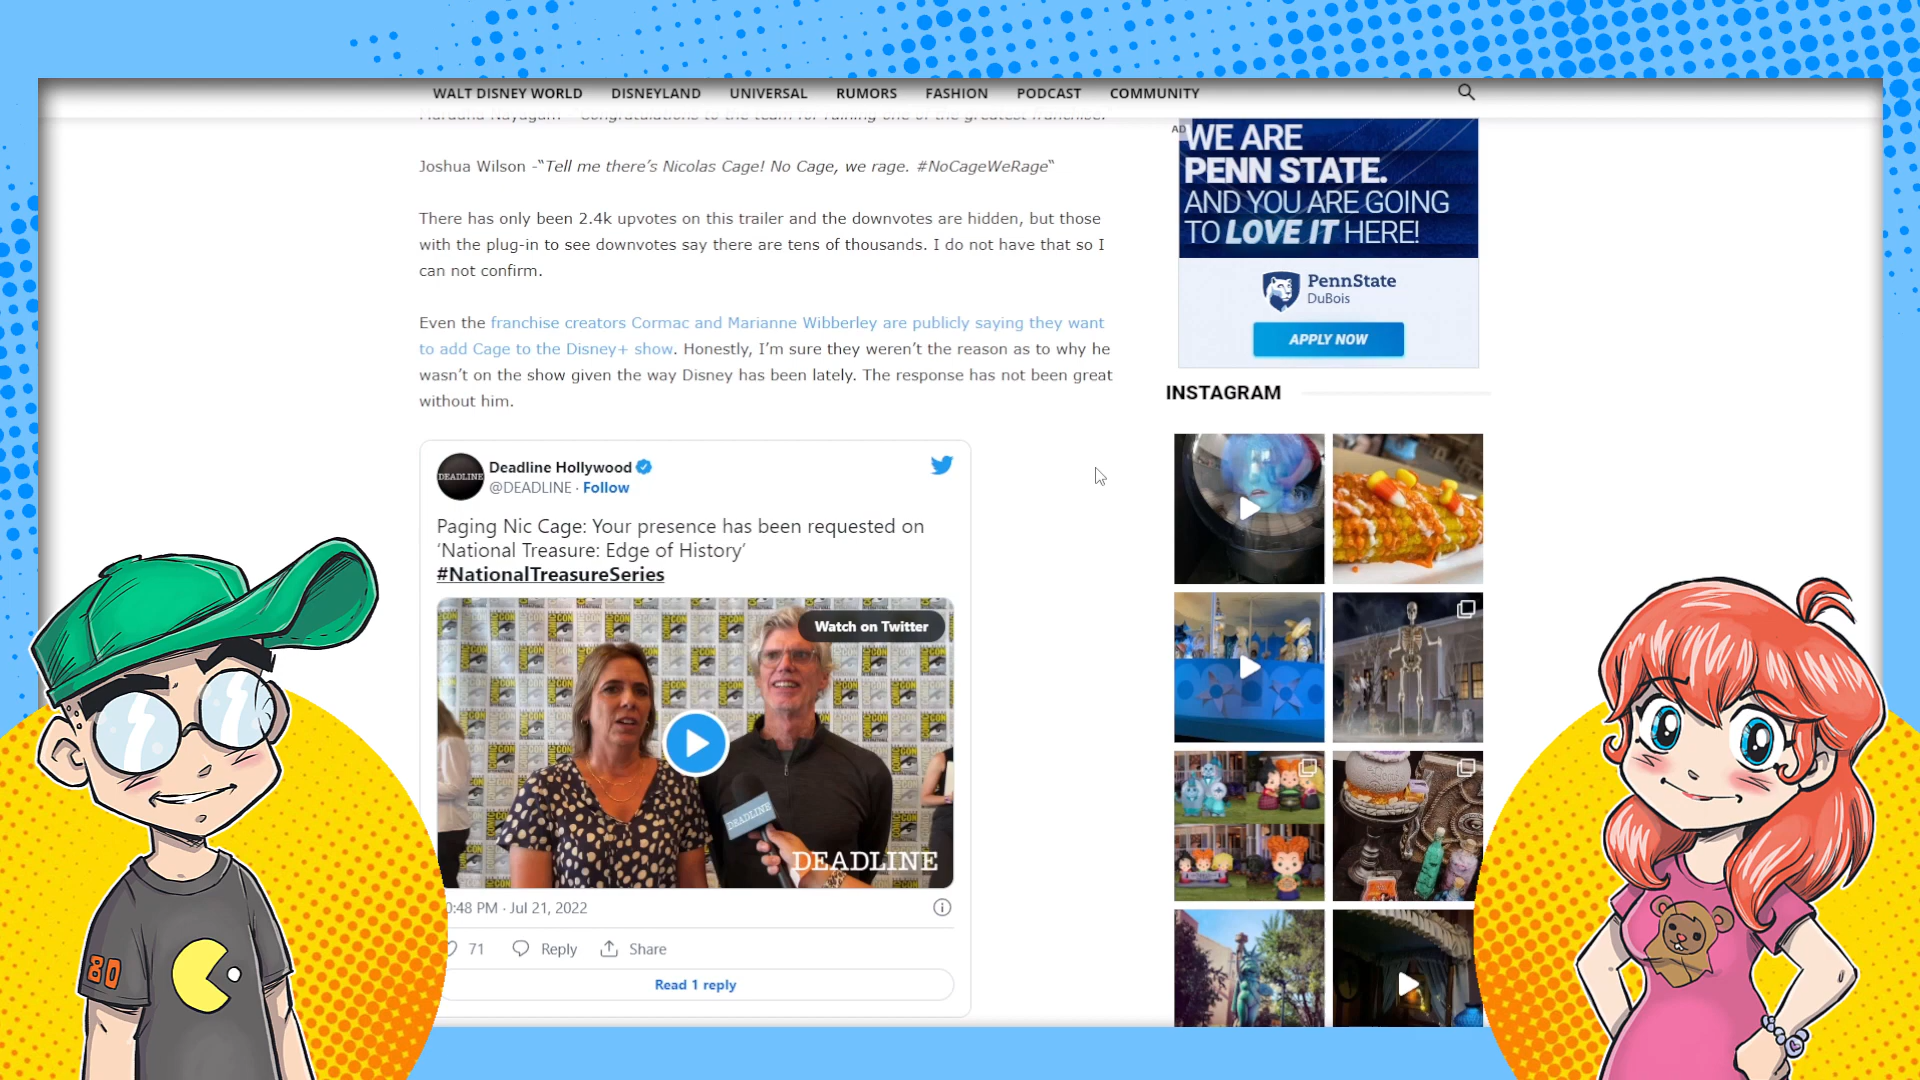 WALT DISNEY WORLD DISNEYLAND UNIVERSAL RUMORS FASHION PODCAST COMMUNITY
Joshua Wilson -“Tell me there’s Nicolas Cage! No Cage, we rage. #NoCageWeRage“
There has only been 2.4k upvotes on this trailer and the downvotes are hidden, but those
with the plug-in to see downvotes say there are tens of thousands. I do not have that so I
can not confirm.
Even the franchise creators Cormac and Marianne Wibberley are publicly saying they want
to add Cage to the Disney+ show. Honestly, I’m sure they weren’t the reason as to why he
wasn’t on the show given the way Disney has been lately. The response has not been great
without him.
DEADLINE
Deadline Hollywood
@DEADLINE · Follow
Paging Nic Cage: Your presence has been requested on
‘National Treasure: Edge of History’
#NationalTreasureSeries
Watch on Twitter
DEADLINE
DEADLINE
0:48 PM · Jul 21, 2022
71 Reply Share
Read 1 reply
AD
WE ARE
PENN STATE.
AND YOU ARE GOING
TO LOVE IT HERE!
PennState
DuBois
APPLY NOW
INSTAGRAM
80